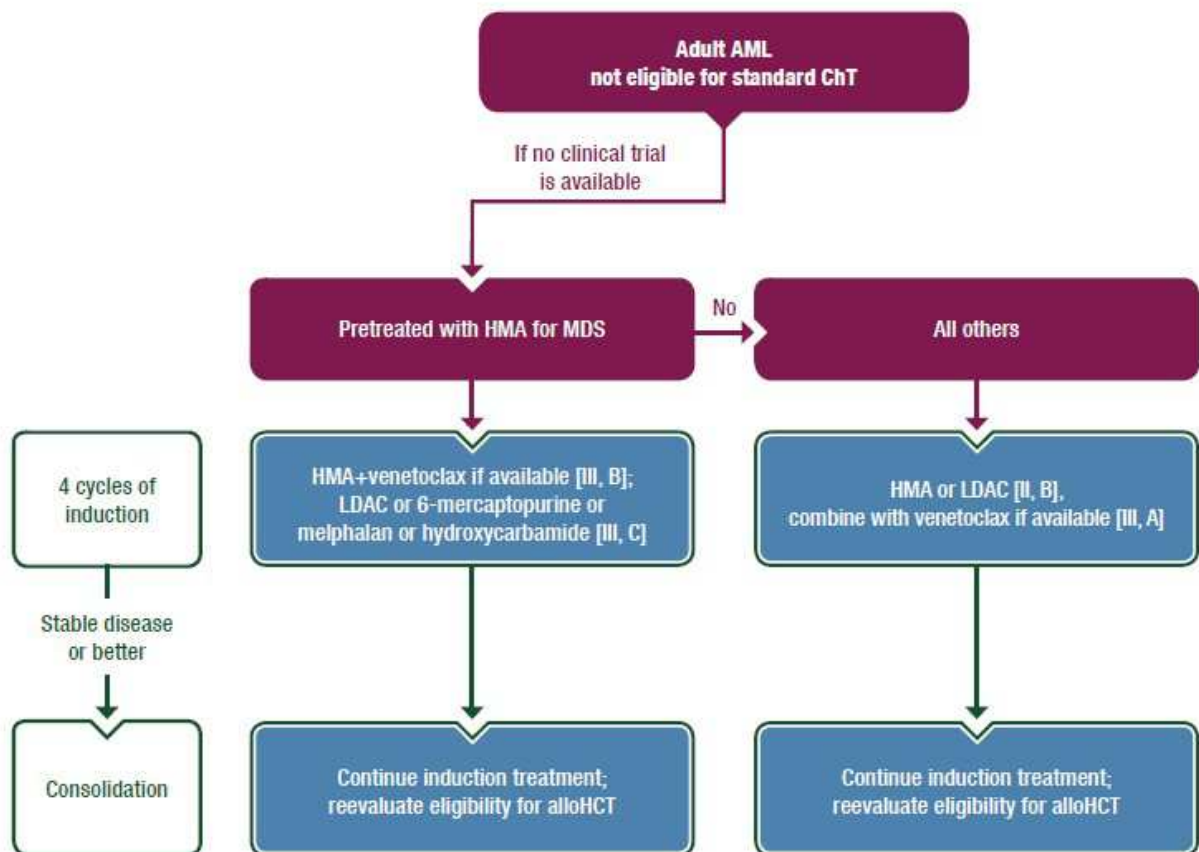 Adult AML
not eligible for standard ChT
If no clinical trial
is available
Pretreated with HMA for MDS
No
All others
4 cycles of
induction
HMA+venetoclax if available [III, B];
LDAC or 6-mercaptopurine or
melphalan or hydroxycarbamide [III, C]
HMA or LDAC [II, B],
combine with venetoclax if available [III, A]
Stable disease
or better
Consolidation
Continue induction treatment;
reevaluate eligibility for alloHCT
Continue induction treatment;
reevaluate eligibility for alloHCT